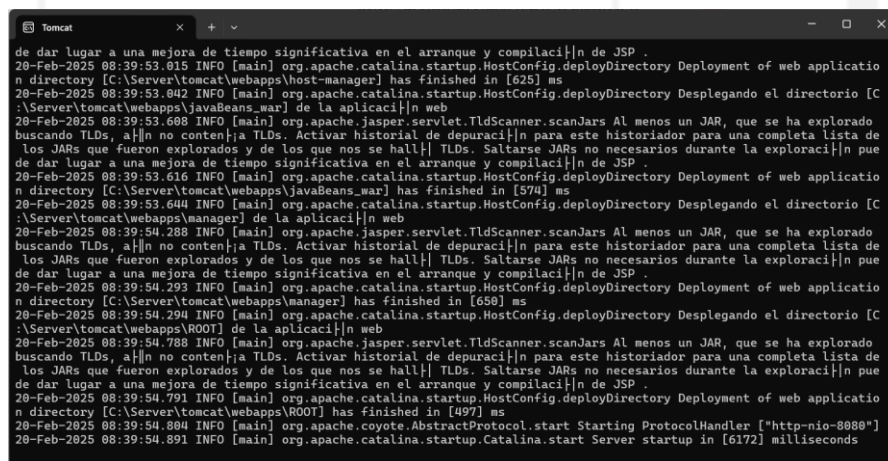 Tomcat
de dar lugar a una mejora de tiempo significativa en el arranque y compilaci├│n de JSP .
20-Feb-2025 08:39:53.015 INFO [main] org.apache.catalina.startup.HostConfig.deployDirectory Deployment of web applicatio
n directory [C:\Server\tomcat\webapps\host-manager] has finished in [625] ms
20-Feb-2025 08:39:53.042 INFO [main] org.apache.catalina.startup.HostConfig.deployDirectory Desplegando el directorio [C
:\Server\tomcat\webapps\javaBeans_war] de la aplicaci├│n web
20-Feb-2025 08:39:53.608 INFO [main] org.apache.jasper.servlet.TldScanner.scanJars Al menos un JAR, que se ha explorado
buscando TLDs, a├║n no conten├¡a TLDs. Activar historial de depuraci├│n para este historiador para una completa lista de
los JARs que fueron explorados y de los que nos se hall├│ TLDs. Saltarse JARs no necesarios durante la exploraci├│n pue
de dar lugar a una mejora de tiempo significativa en el arranque y compilaci├│n de JSP .
20-Feb-2025 08:39:53.616 INFO [main] org.apache.catalina.startup.HostConfig.deployDirectory Deployment of web applicatio
n directory [C:\Server\tomcat\webapps\javaBeans_war] has finished in [574] ms
20-Feb-2025 08:39:53.644 INFO [main] org.apache.catalina.startup.HostConfig.deployDirectory Desplegando el directorio [C
:\Server\tomcat\webapps\manager] de la aplicaci├│n web
20-Feb-2025 08:39:54.288 INFO [main] org.apache.jasper.servlet.TldScanner.scanJars Al menos un JAR, que se ha explorado
buscando TLDs, a├║n no conten├¡a TLDs. Activar historial de depuraci├│n para este historiador para una completa lista de
los JARs que fueron explorados y de los que nos se hall├│ TLDs. Saltarse JARs no necesarios durante la exploraci├│n pue
de dar lugar a una mejora de tiempo significativa en el arranque y compilaci├│n de JSP .
20-Feb-2025 08:39:54.293 INFO [main] org.apache.catalina.startup.HostConfig.deployDirectory Deployment of web applicatio
n directory [C:\Server\tomcat\webapps\manager] has finished in [650] ms
20-Feb-2025 08:39:54.294 INFO [main] org.apache.catalina.startup.HostConfig.deployDirectory Desplegando el directorio [C
:\Server\tomcat\webapps\ROOT] de la aplicaci├│n web
20-Feb-2025 08:39:54.788 INFO [main] org.apache.jasper.servlet.TldScanner.scanJars Al menos un JAR, que se ha explorado
buscando TLDs, a├║n no conten├¡a TLDs. Activar historial de depuraci├│n para este historiador para una completa lista de
los JARs que fueron explorados y de los que nos se hall├│ TLDs. Saltarse JARs no necesarios durante la exploraci├│n pue
de dar lugar a una mejora de tiempo significativa en el arranque y compilaci├│n de JSP .
20-Feb-2025 08:39:54.791 INFO [main] org.apache.catalina.startup.HostConfig.deployDirectory Deployment of web applicatio
n directory [C:\Server\tomcat\webapps\ROOT] has finished in [497] ms
20-Feb-2025 08:39:54.804 INFO [main] org.apache.coyote.AbstractProtocol.start Starting ProtocolHandler ["http-nio-8080"]
20-Feb-2025 08:39:54.891 INFO [main] org.apache.catalina.startup.Catalina.start Server startup in [6172] milliseconds